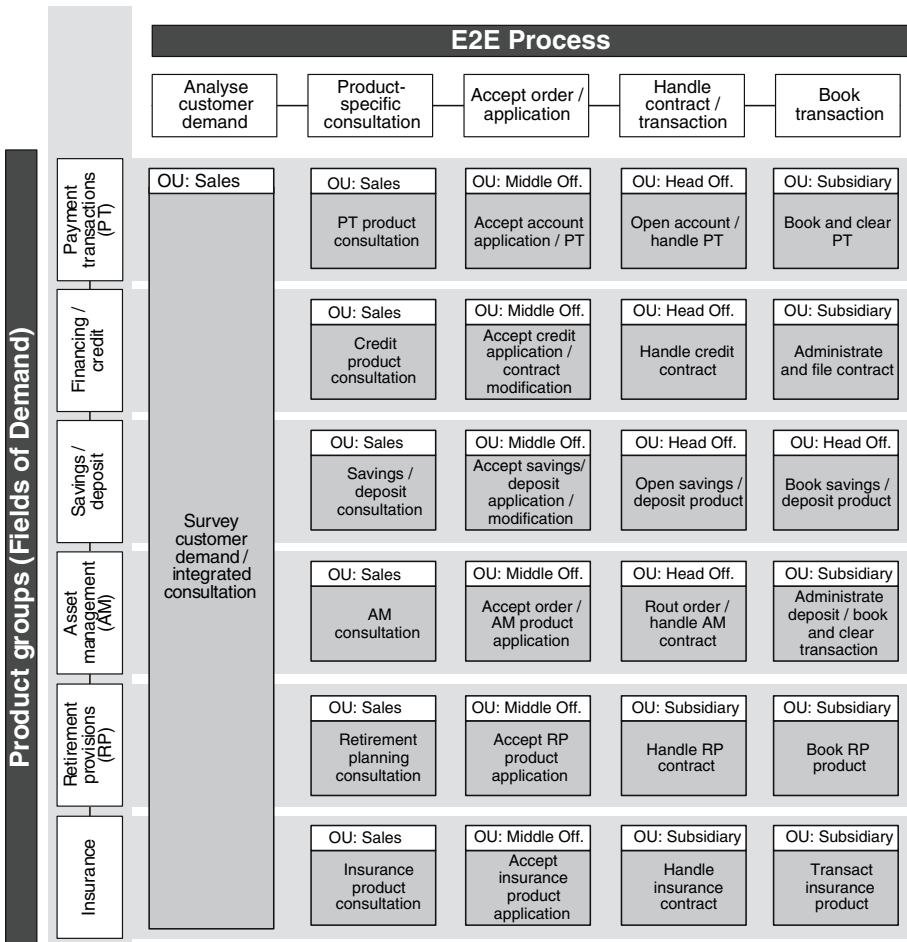 E2E Process
Analyse
customer
demand
Product-
specific
consultation
Accept order /
application
Handle
contract /
transaction
Book
transaction
Product groups (Fields of Demand)
Payment
transactions
(PT)
OU: Sales
Survey
customer
demand /
integrated
consultation
OU: Sales
PT product
consultation
OU: Middle Off.
Accept account
application / PT
OU: Head Off.
Open account /
handle PT
OU: Subsidiary
Book and clear
PT
Financing /
credit
OU: Sales
Credit
product
consultation
OU: Middle Off.
Accept credit
application /
contract
modification
OU: Head Off.
Handle credit
contract
OU: Subsidiary
Administrate
and file contract
Savings /
deposit
OU: Sales
Savings /
deposit
consultation
OU: Middle Off.
Accept savings/
deposit
application /
modification
OU: Head Off.
Open savings /
deposit product
OU: Head Off.
Book savings /
deposit product
Asset
management
(AM)
OU: Sales
AM
consultation
OU: Middle Off.
Accept order /
AM product
application
OU: Head Off.
Rout order /
handle AM
contract
OU: Subsidiary
Administrate
deposit / book
and clear
transaction
Retirement
provisions
(RP)
OU: Sales
Retirement
planning
consultation
OU: Middle Off.
Accept RP
product
application
OU: Subsidiary
Handle RP
contract
OU: Subsidiary
Book RP
product
Insurance
OU: Sales
Insurance
product
consultation
OU: Middle Off.
Accept
insurance
product
application
OU: Subsidiary
Handle
insurance
contract
OU: Subsidiary
Transact
insurance
product